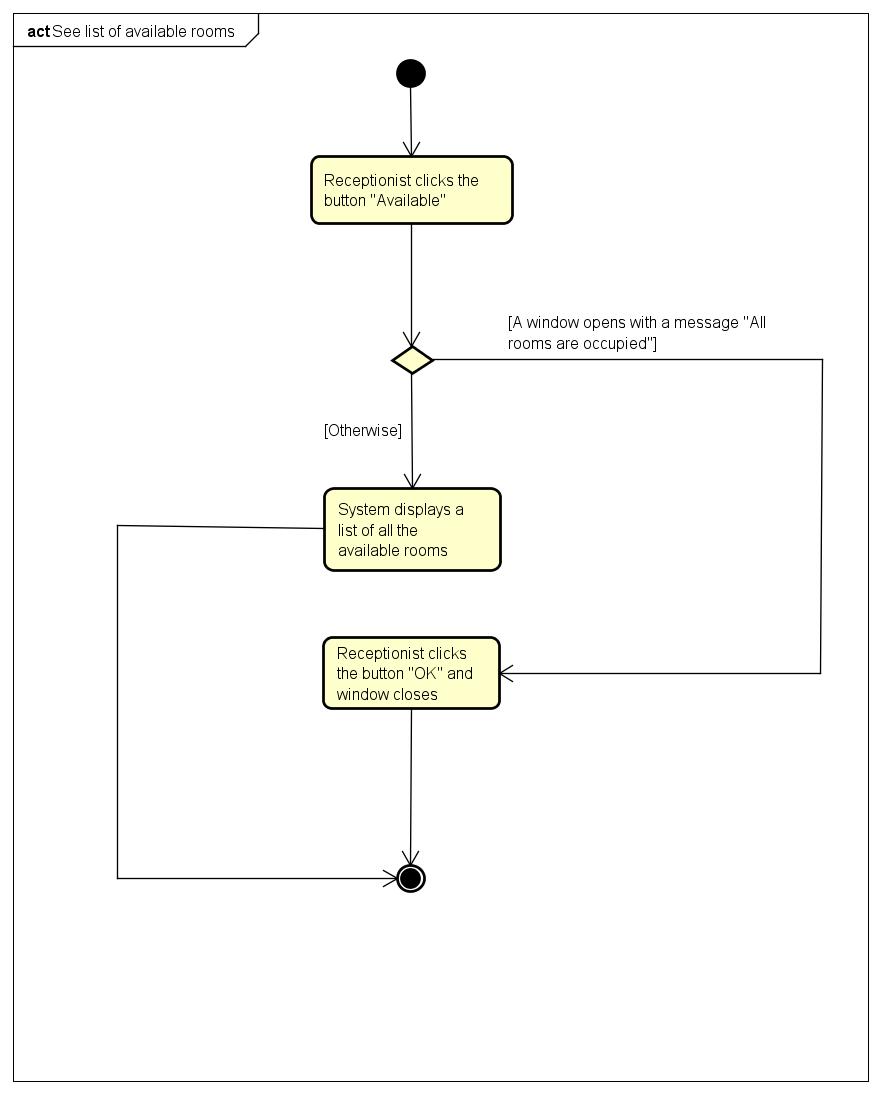 act See list of available rooms
Receptionist clicks the
button "Available"
[A window opens with a message "All
rooms are occupied"]
[Otherwise]
System displays a
list of all the
available rooms
Receptionist clicks
the button "OK" and
window closes